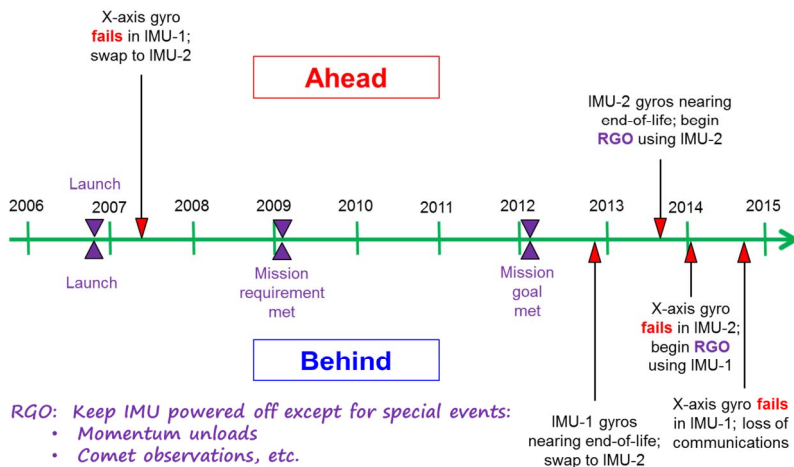 X-axis gyro
fails in IMU-1;
swap to IMU-2
Ahead
IMU-2 gyros nearing
end-of-life; begin
RGO using IMU-2
Launch
2006
2007
2008
2009
2010
2011
2012
2013
2014
2015
Launch
Mission
requirement
met
Mission
goal
met
X-axis gyro
fails in IMU-2;
begin RGO
using IMU-1
Behind
RGO: Keep IMU powered off except for special events:
• Momentum unloads
• Comet observations, etc.
IMU-1 gyros
nearing end-of-life;
swap to IMU-2
X-axis gyro fails
in IMU-1; loss of
communications